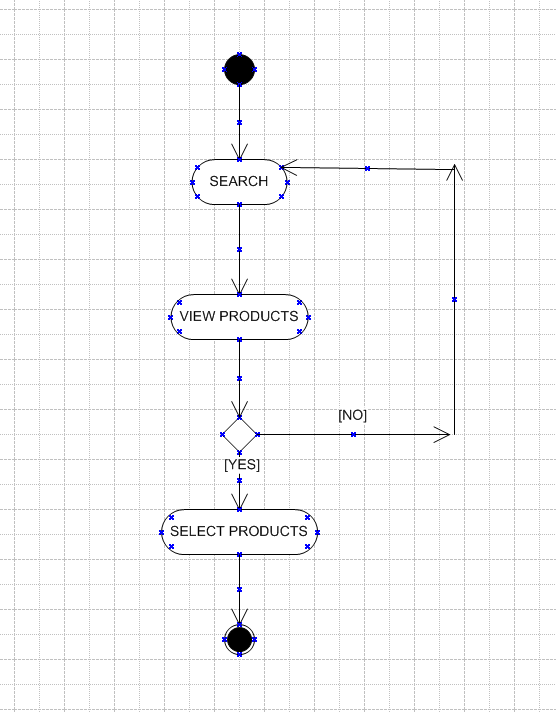 SEARCH
VIEW PRODUCTS
[NO]
[YES]
SELECT PRODUCTS